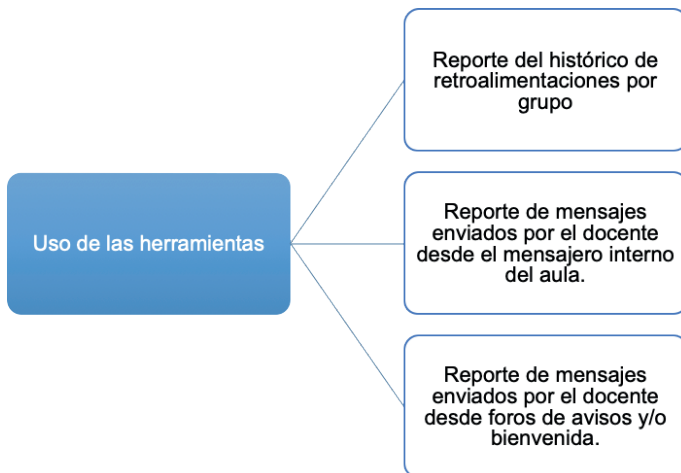 Reporte del histórico de
retroalimentaciones por
grupo
Uso de las herramientas
Reporte de mensajes
enviados por el docente
desde el mensajero interno
del aula.
Reporte de mensajes
enviados por el docente
desde foros de avisos y/o
bienvenida.